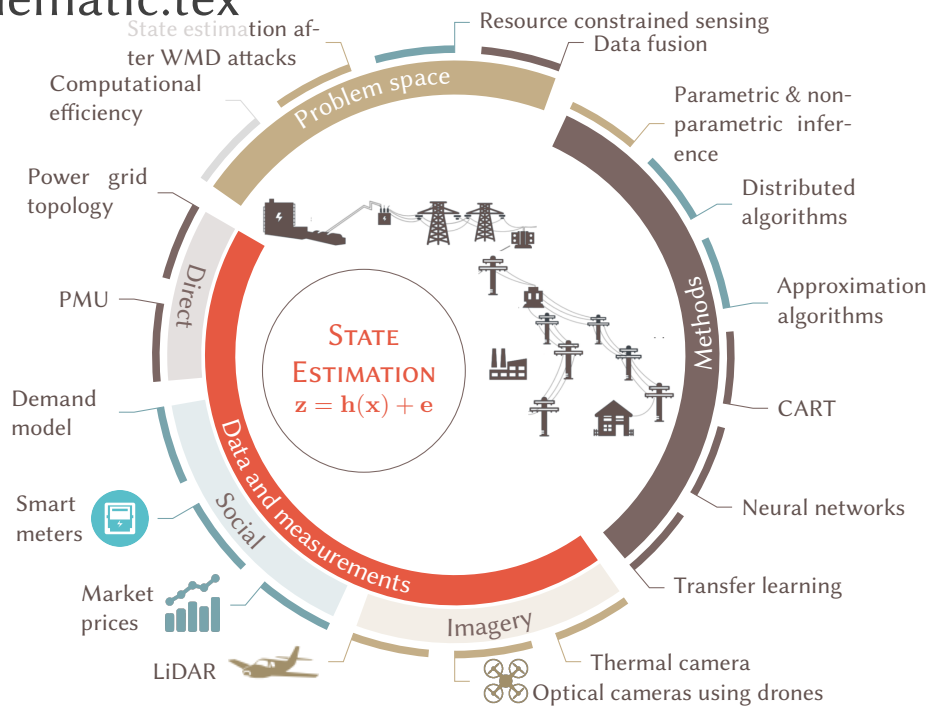 ematic.tex
State estimation af-
ter WMD attacks
Resource constrained sensing
Data fusion
Computational
efficiency
Problem space
Parametric & non-
parametric infer-
ence
Power grid
topology
Distributed
algorithms
Direct
PMU
Approximation
algorithms
Methods
STATE
ESTIMATION
z = h(x) + e
Demand
model
CART
Data and measurements
Social
Smart
meters
Neural networks
Market
prices
Transfer learning
Imagery
LiDAR
Thermal camera
Optical cameras using drones